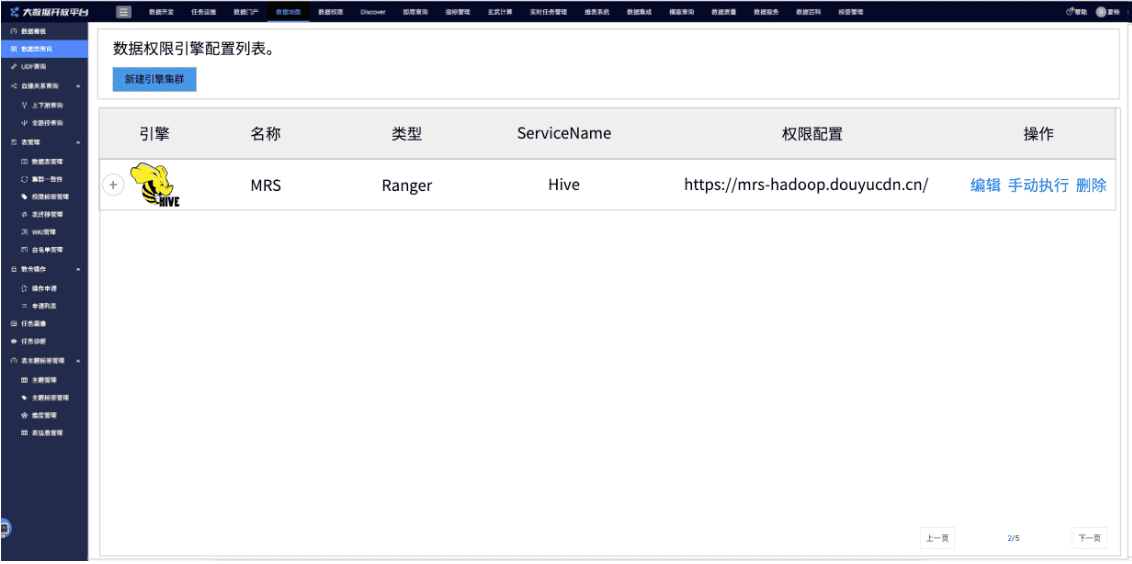 大数据开放平台
数据开发 任务运维 数据门户 数据地图 数据权限 Discover 即席查询 指标管理 玄武计算 实时任务管理 报表系统 数据集成 模版查询 数据质量 数据服务 数据百科 标签管理 帮助
数据看板
数据表查询
UDF查询
血缘关系查询
上下游查询
全路径查询
表管理
数据表管理
集群一致性
权限标签管理
表迁移管理
WIKI管理
白名单管理
数仓操作
操作申请
申请列表
任务画像
任务诊断
表主题标签管理
主题管理
主题标签管理
维度管理
表信息管理
数据权限引擎配置列表。
新建引擎集群
引擎 名称 类型 ServiceName 权限配置 操作
HIVE MRS Ranger Hive https://mrs-hadoop.douyucdn.cn/ 编辑 手动执行 删除
上一页 2/5 下一页